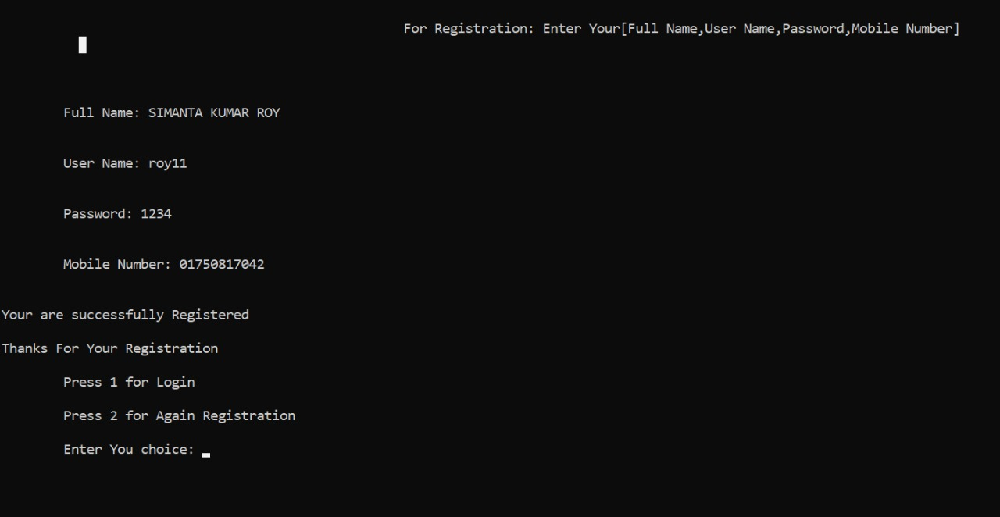 For Registration: Enter Your[Full Name,User Name,Password,Mobile Number]
Full Name: SIMANTA KUMAR ROY
User Name: roy11
Password: 1234
Mobile Number: 01750817042
Your are successfully Registered
Thanks For Your Registration
Press 1 for Login
Press 2 for Again Registration
Enter You choice: